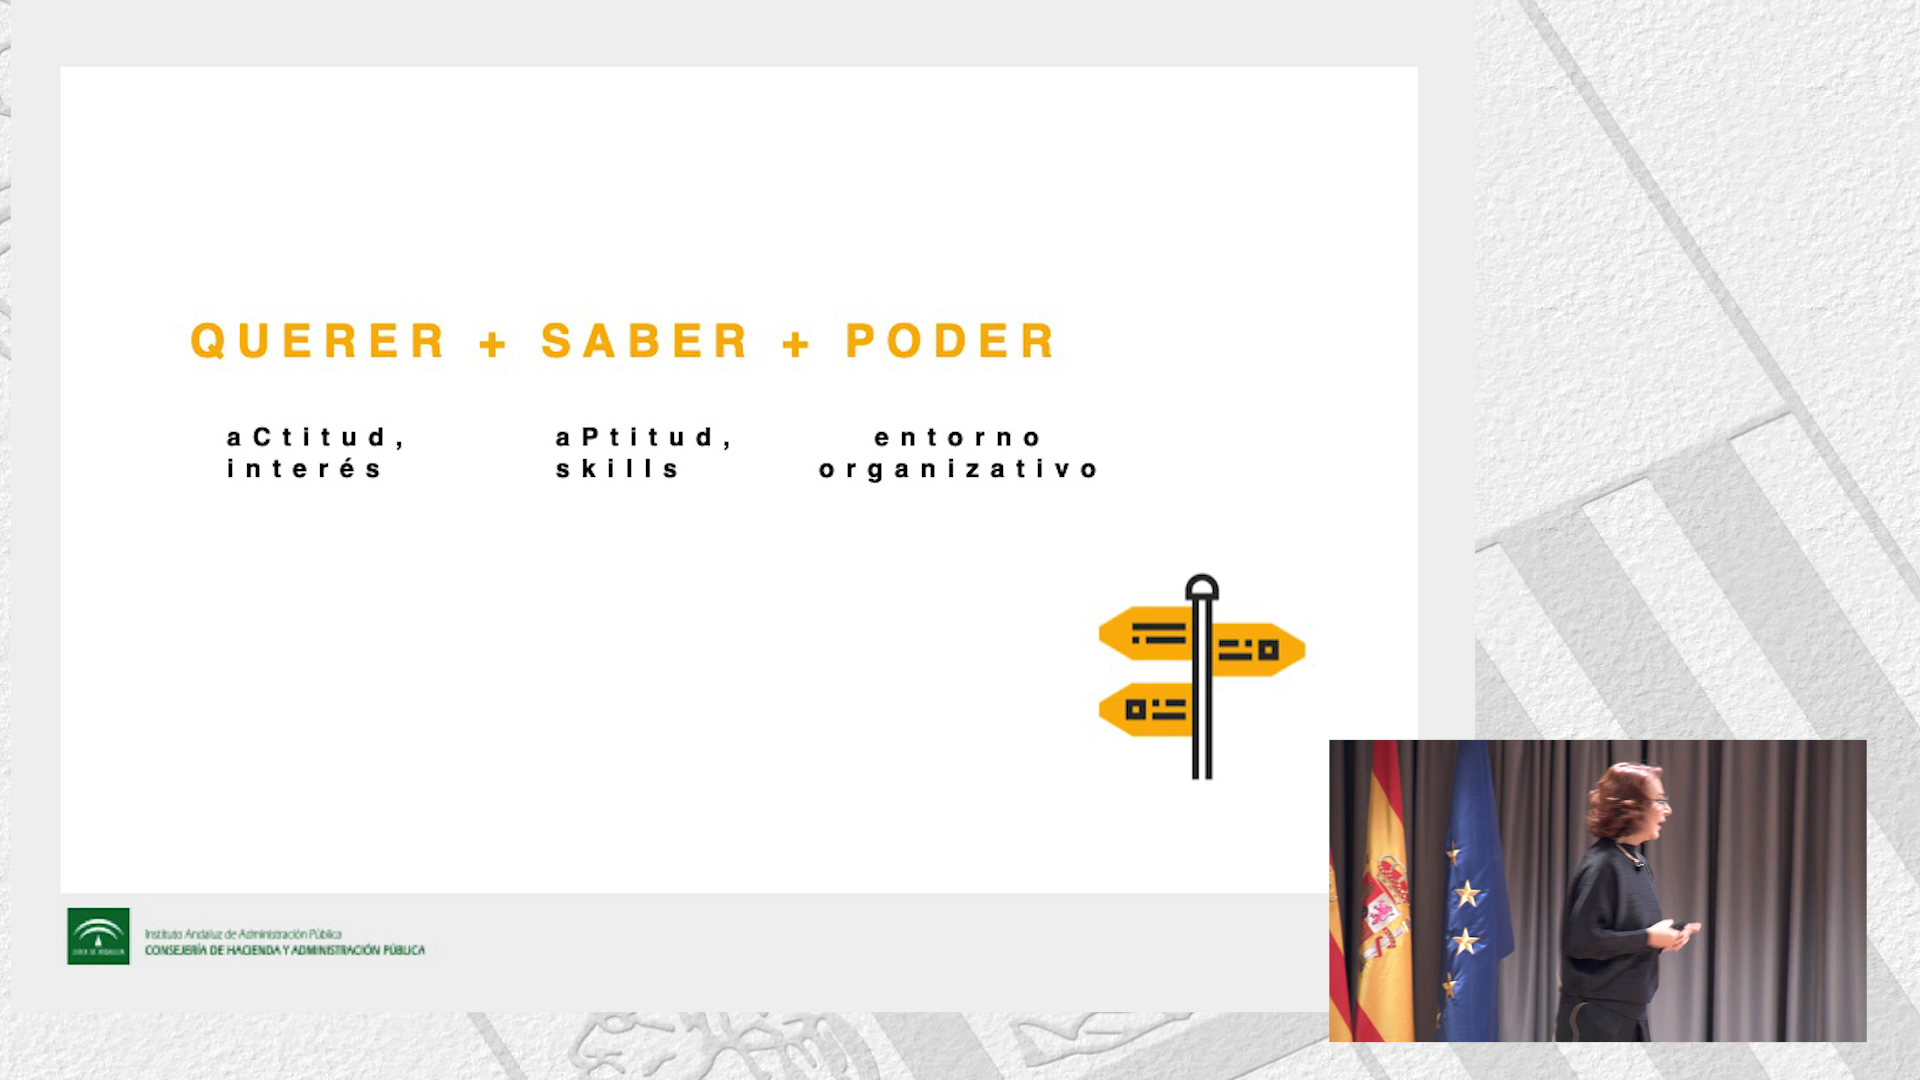 QUERER + SABER + PODER
aCtitud,
interés
aPtitud,
skills
entorno
organizativo
Instituto Andaluz de Administración Pública
CONSEJERÍA DE HACIENDA Y ADMINISTRACIÓN PÚBLICA